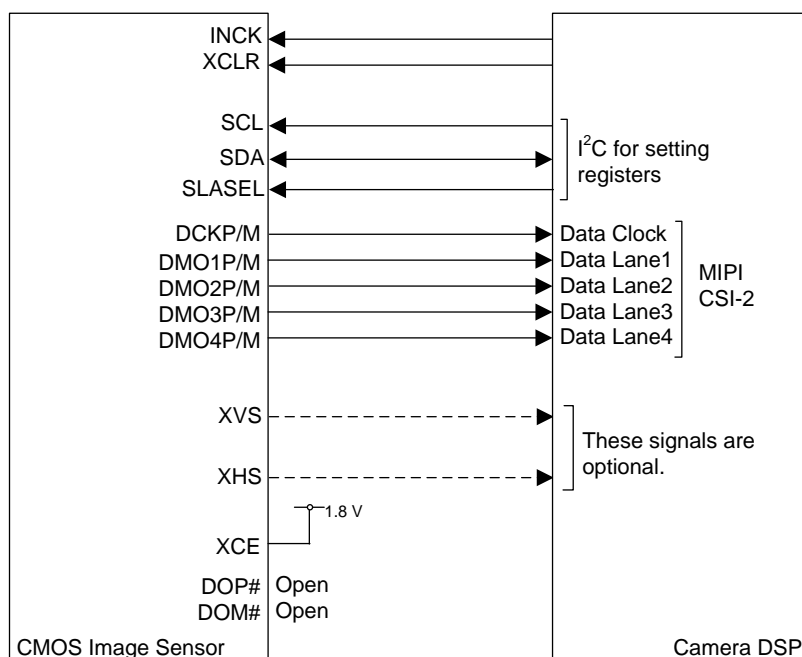 INCK
XCLR
SCL
SDA
SLASEL
I²C for setting
registers
DCKP/M
DMO1P/M
DMO2P/M
DMO3P/M
DMO4P/M
Data Clock
Data Lane1
Data Lane2
Data Lane3
Data Lane4
MIPI
CSI-2
XVS
XHS
These signals are
optional.
1.8 V
XCE
DOP# Open
DOM# Open
CMOS Image Sensor
Camera DSP